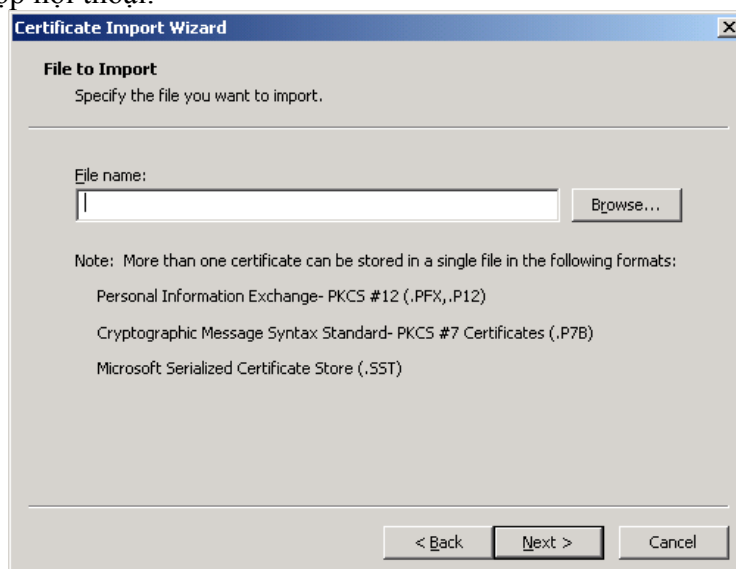 hội thoại.
Certificate Import Wizard
File to Import
Specify the file you want to import.
File name:
Browse...
Note: More than one certificate can be stored in a single file in the following formats:
Personal Information Exchange- PKCS #12 (.PFX,.P12)
Cryptographic Message Syntax Standard- PKCS #7 Certificates (.P7B)
Microsoft Serialized Certificate Store (.SST)
< Back Next > Cancel